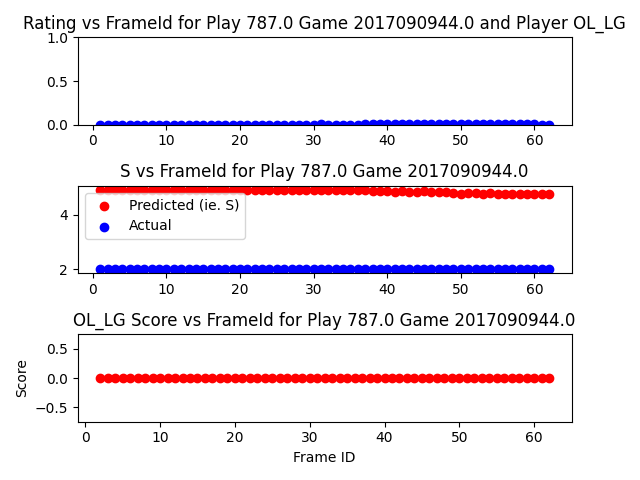 Rating vs FrameId for Play 787.0 Game 2017090944.0 and Player OL_LG
1.0
0.5
0.0
0 10 20 30 40 50 60
S vs FrameId for Play 787.0 Game 2017090944.0
4
2
Predicted (ie. S)
Actual
0 10 20 30 40 50 60
OL_LG Score vs FrameId for Play 787.0 Game 2017090944.0
Score
0.5
0.0
−0.5
0 10 20 30 40 50 60
Frame ID